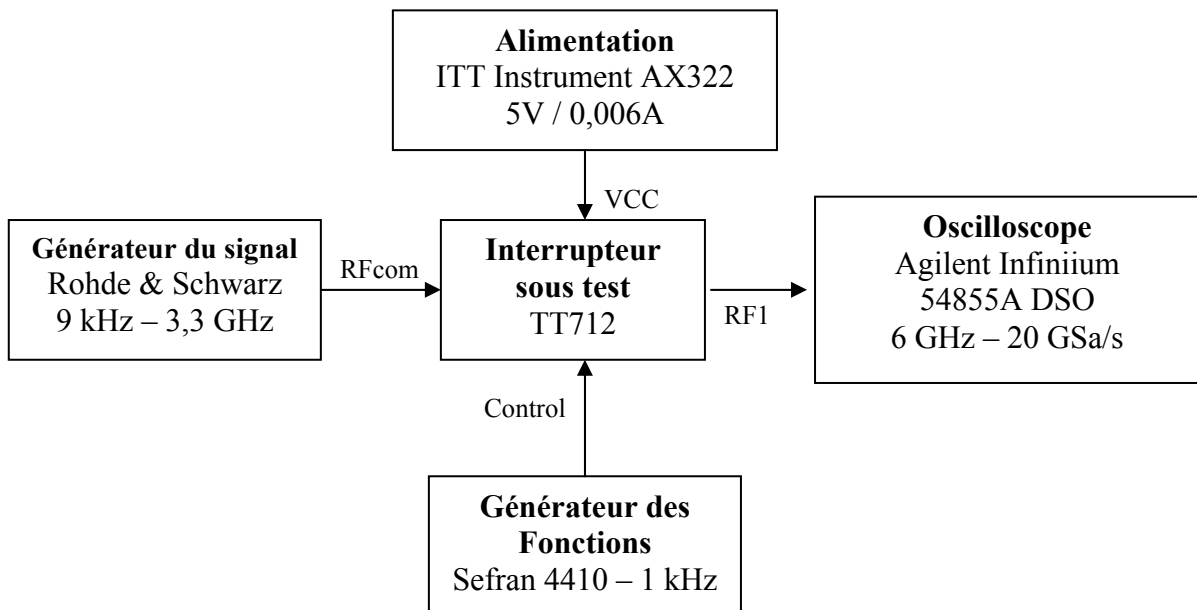 Alimentation
ITT Instrument AX322
5V / 0,006A
VCC
Générateur du signal
Rohde & Schwarz
9 kHz – 3,3 GHz
RFcom
Interrupteur
sous test
TT712
RF1
Oscilloscope
Agilent Infiniium
54855A DSO
6 GHz – 20 GSa/s
Control
Générateur des
Fonctions
Sefran 4410 – 1 kHz